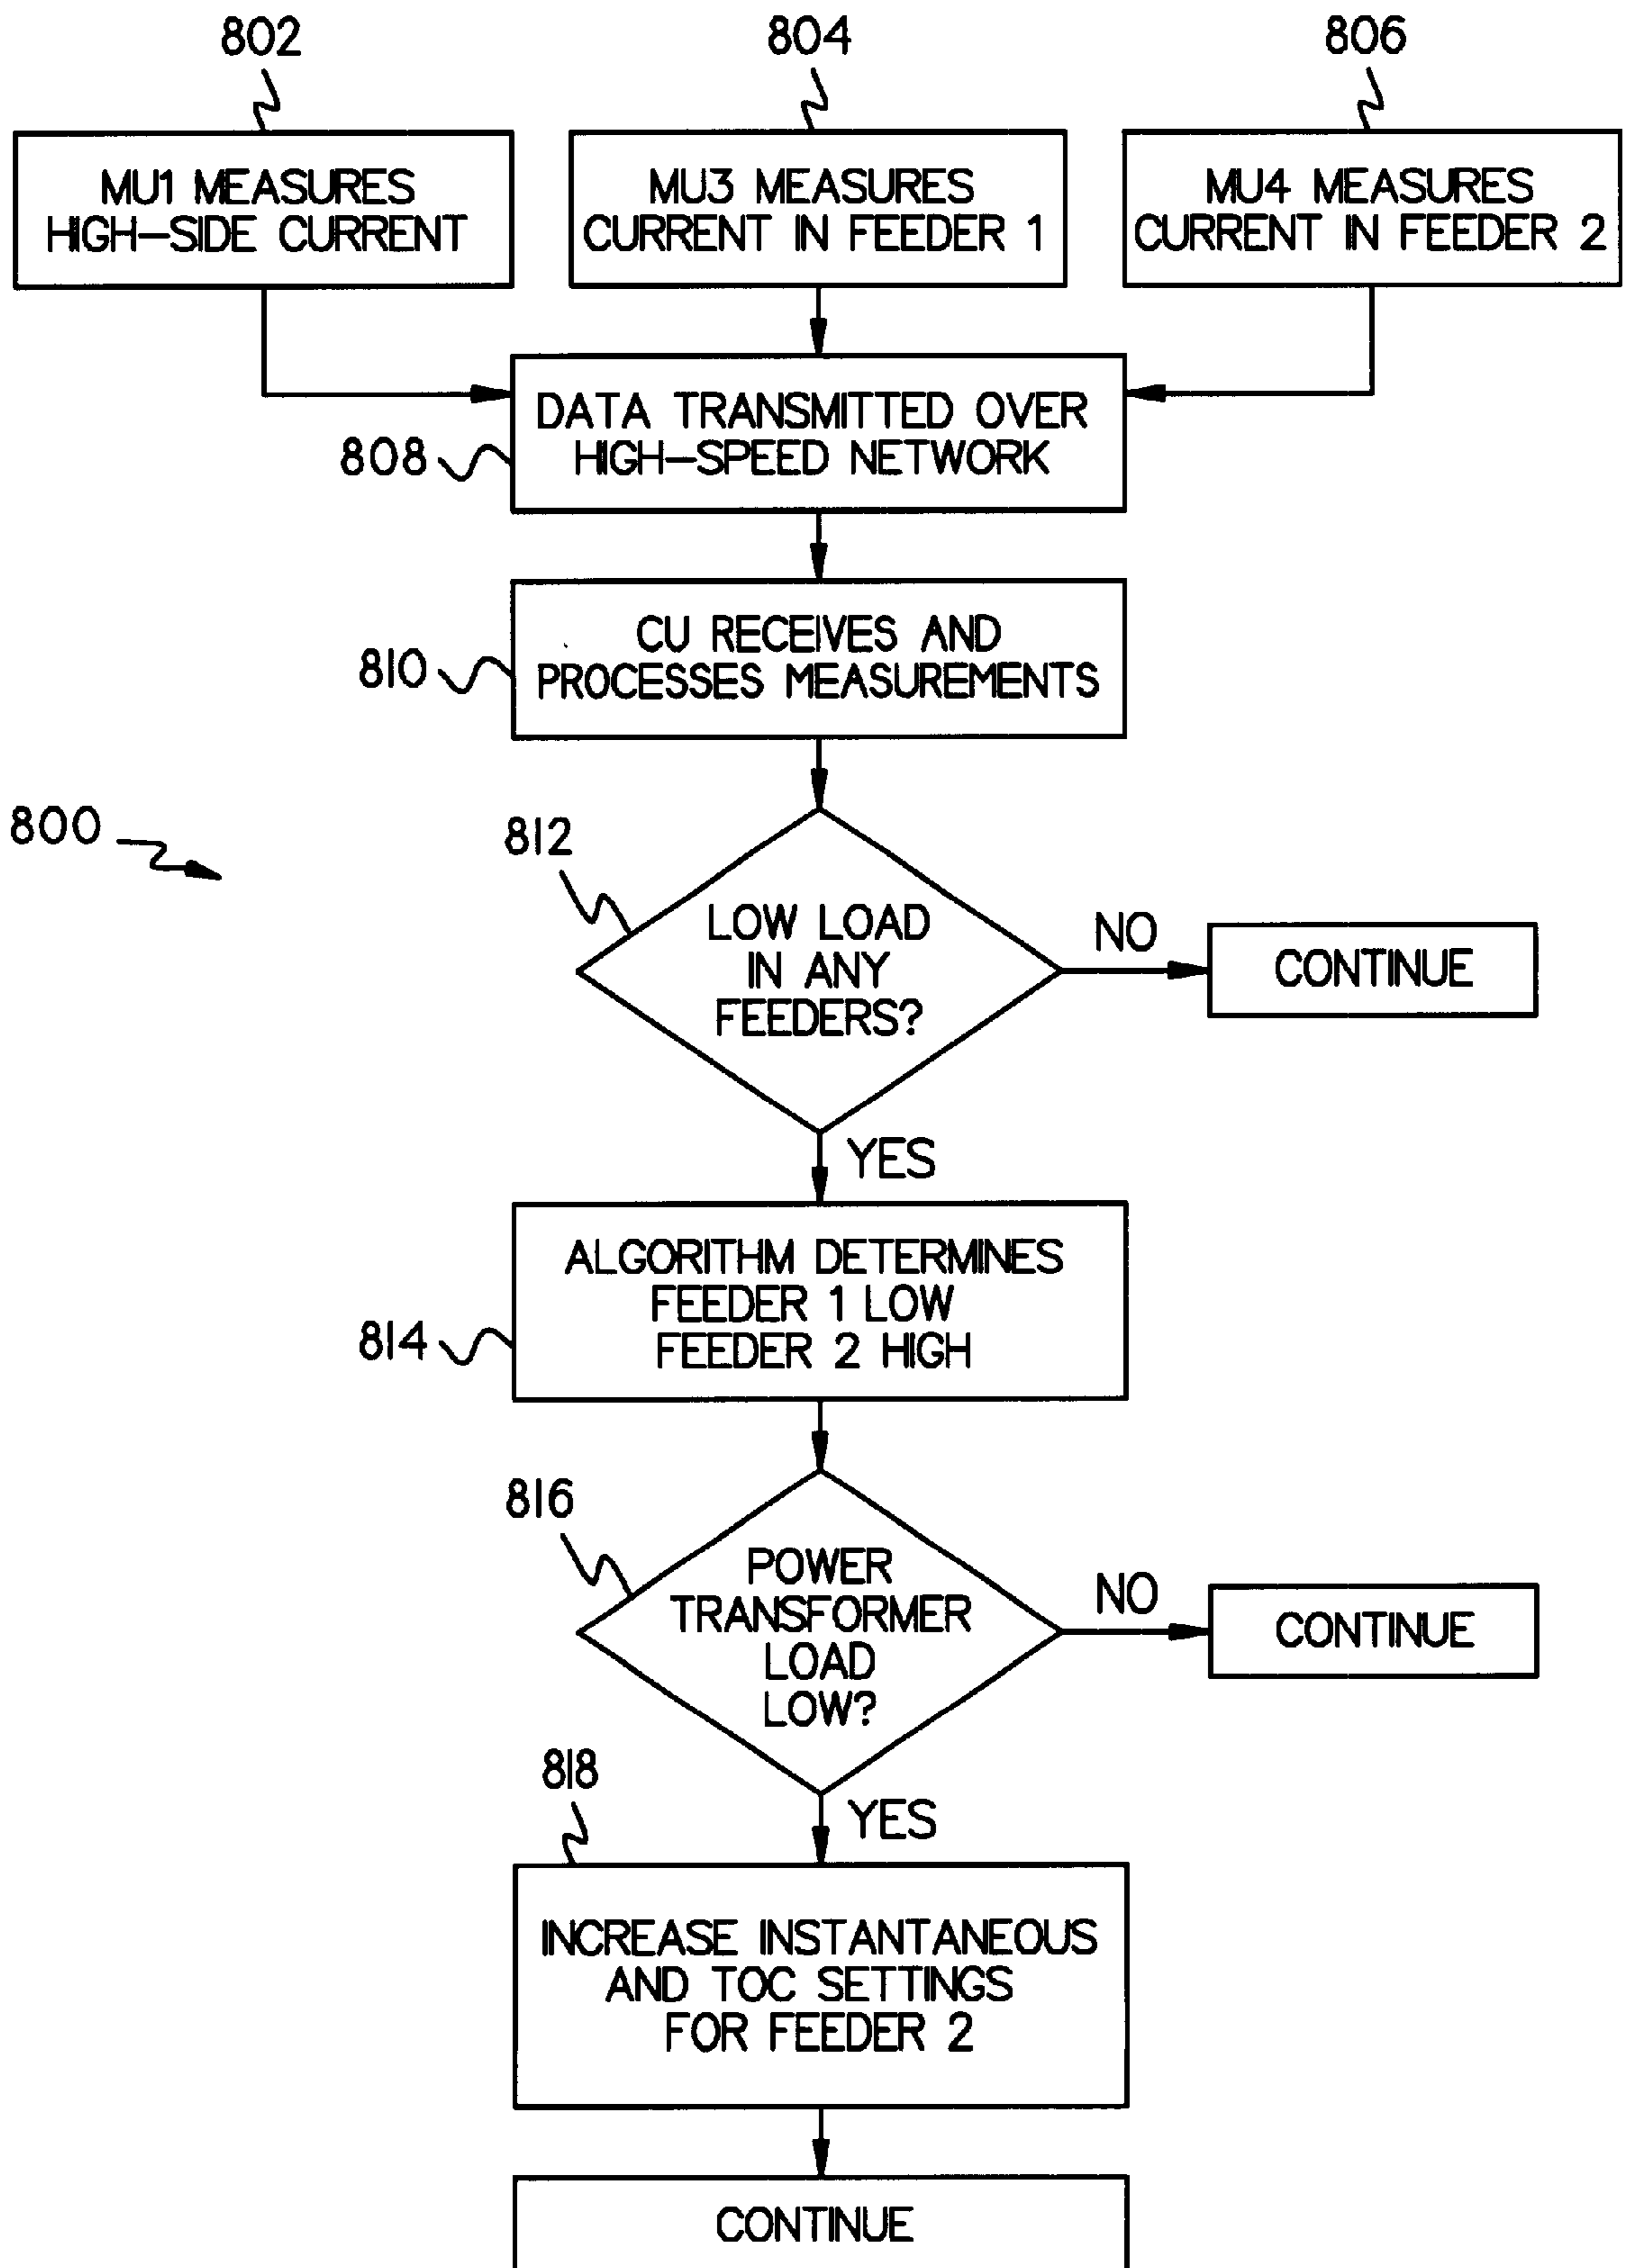 802
804
806
MU1 MEASURES
HIGH-SIDE CURRENT
MU3 MEASURES
CURRENT IN FEEDER 1
MU4 MEASURES
CURRENT IN FEEDER 2
DATA TRANSMITTED OVER
HIGH-SPEED NETWORK
808
CU RECEIVES AND
PROCESSES MEASUREMENTS
810
800
812
LOW LOAD
IN ANY
FEEDERS?
NO
CONTINUE
YES
ALGORITHM DETERMINES
FEEDER 1 LOW
FEEDER 2 HIGH
814
816
POWER
TRANSFORMER
LOAD
LOW?
NO
CONTINUE
818
YES
INCREASE INSTANTANEOUS
AND TOC SETTINGS
FOR FEEDER 2
CONTINUE